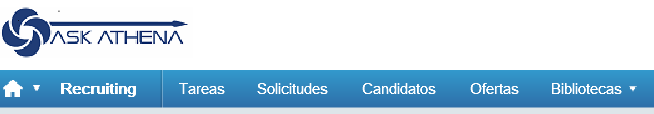 ASK ATHENA
Recruiting Tareas Solicitudes Candidatos Ofertas Bibliotecas